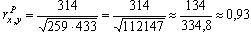 r^P_{x,y} = 314 / √(259 · 433) = 314 / √112147 ≈ 134 / 334,8 ≈ 0,93